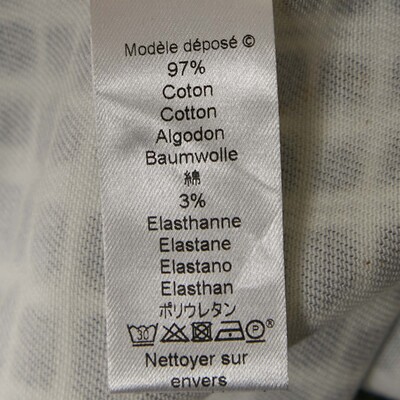 Modèle déposé ©
97%
Coton
Cotton
Algodon
Baumwolle
綿
3%
Elasthanne
Elastane
Elastano
Elasthan
ポリウレタン
30 P ®
Nettoyer sur
envers